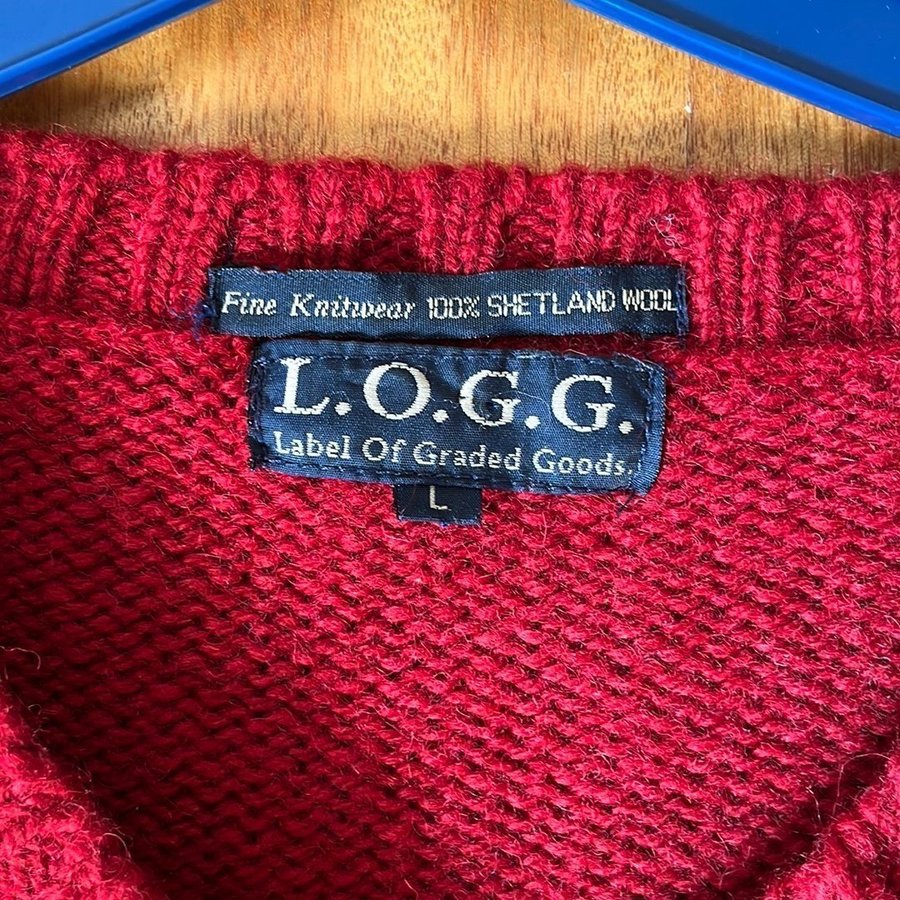 Fine Knitwear 100% SHETLAND WOOL
L.O.G.G.
Label Of Graded Goods.
L